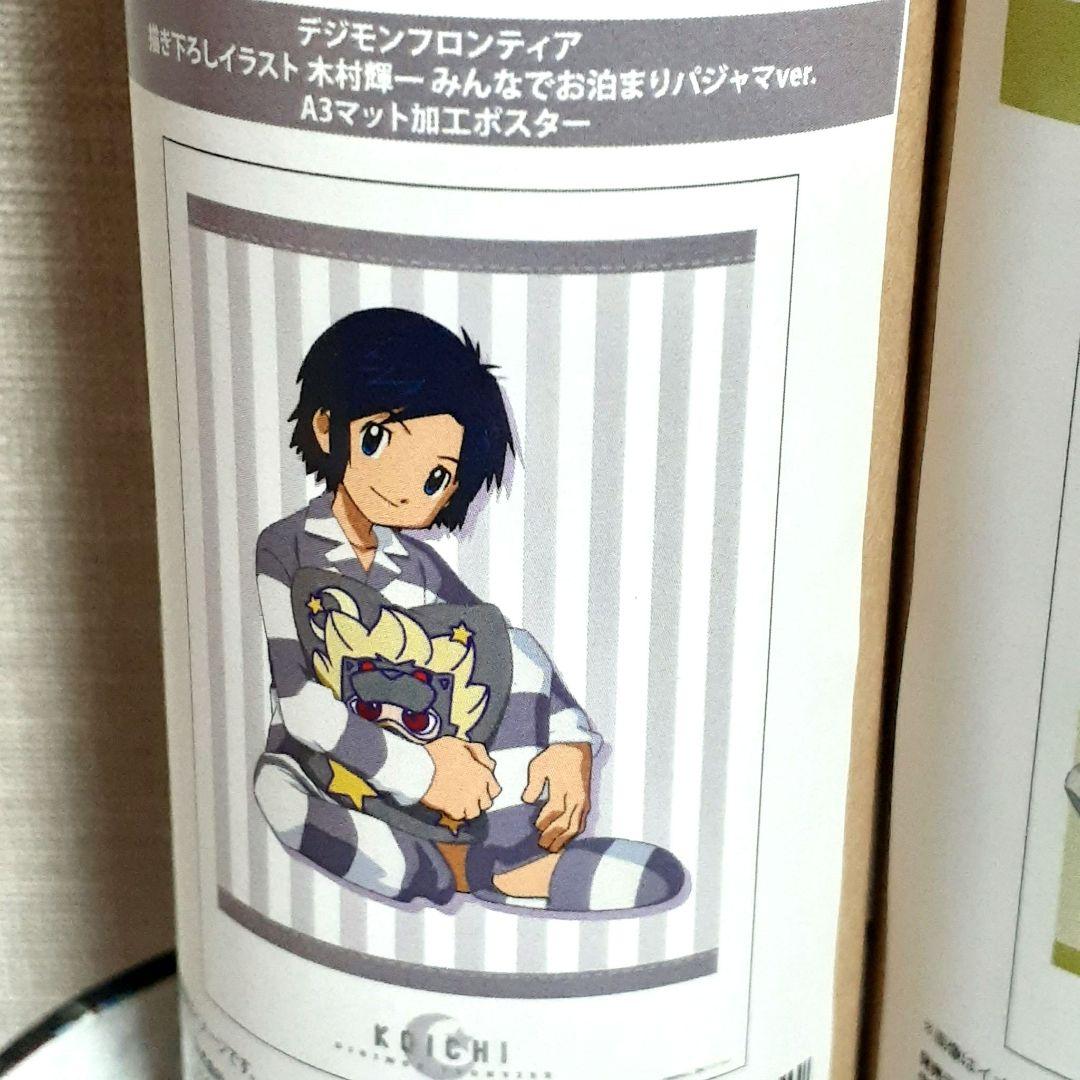 デジモンフロンティア
描き下ろしイラスト 木村輝一 みんなでお泊まりパジャマver.
A3マット加工ポスター
KOICHI
です。